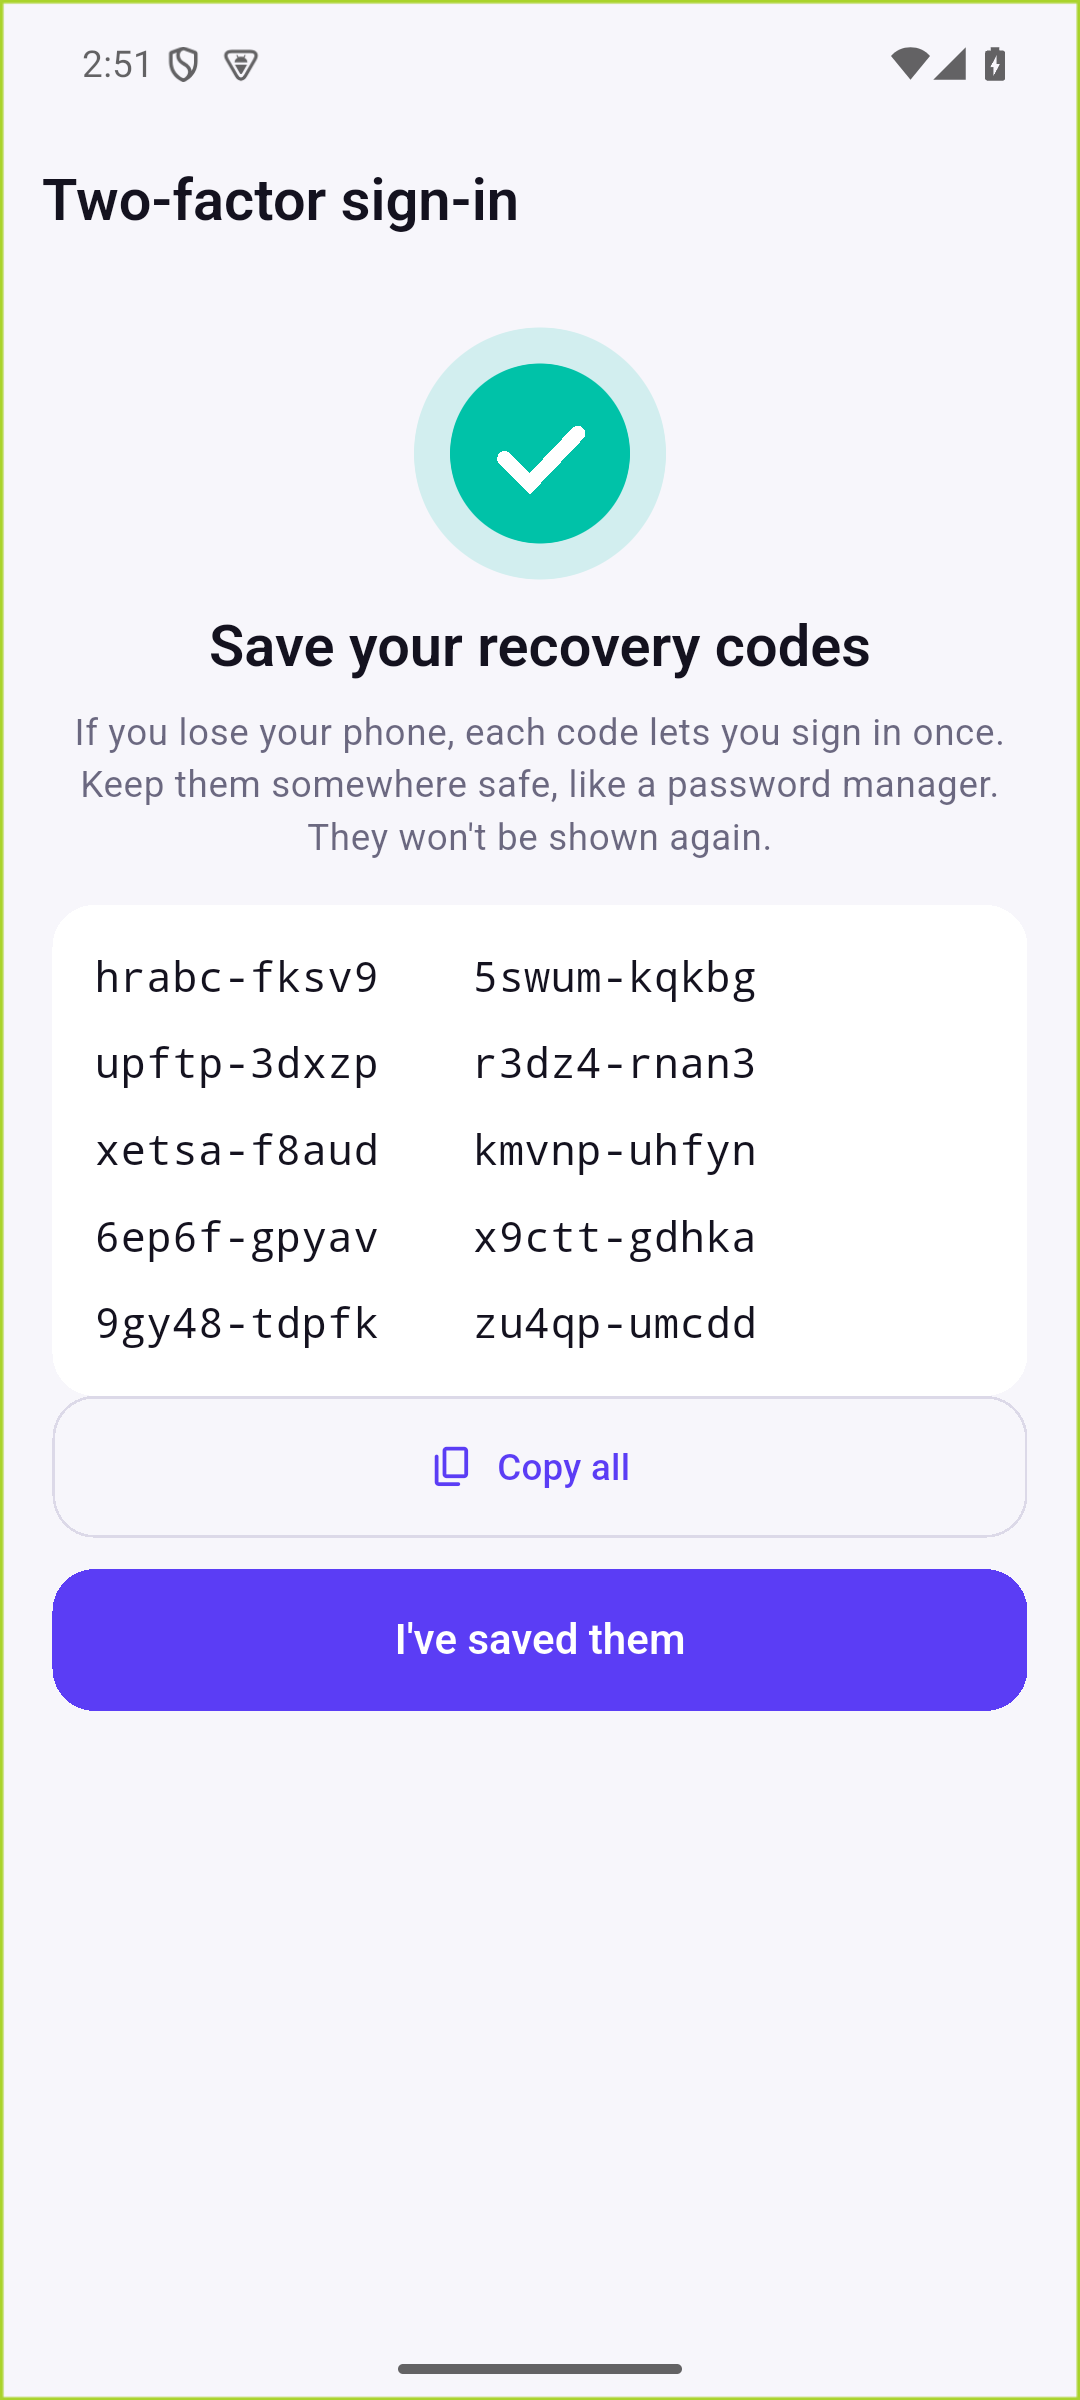 2:51
Two-factor sign-in
Save your recovery codes
If you lose your phone, each code lets you sign in once.
Keep them somewhere safe, like a password manager.
They won't be shown again.
hrabc-fksv9 5swum-kqkbg
upftp-3dxzp r3dz4-rnan3
xetsa-f8aud kmvnp-uhfyn
6ep6f-gpyav x9ctt-gdhka
9gy48-tdpfk zu4qp-umcdd
Copy all
I've saved them